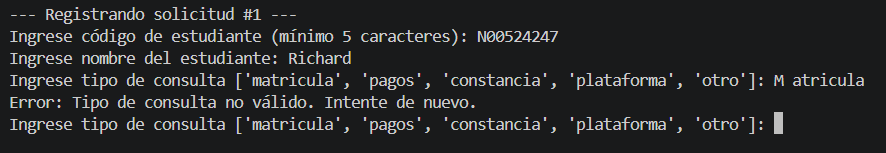 --- Registrando solicitud #1 ---
Ingrese código de estudiante (mínimo 5 caracteres): N00524247
Ingrese nombre del estudiante: Richard
Ingrese tipo de consulta ['matricula', 'pagos', 'constancia', 'plataforma', 'otro']: M atricula
Error: Tipo de consulta no válido. Intente de nuevo.
Ingrese tipo de consulta ['matricula', 'pagos', 'constancia', 'plataforma', 'otro']: